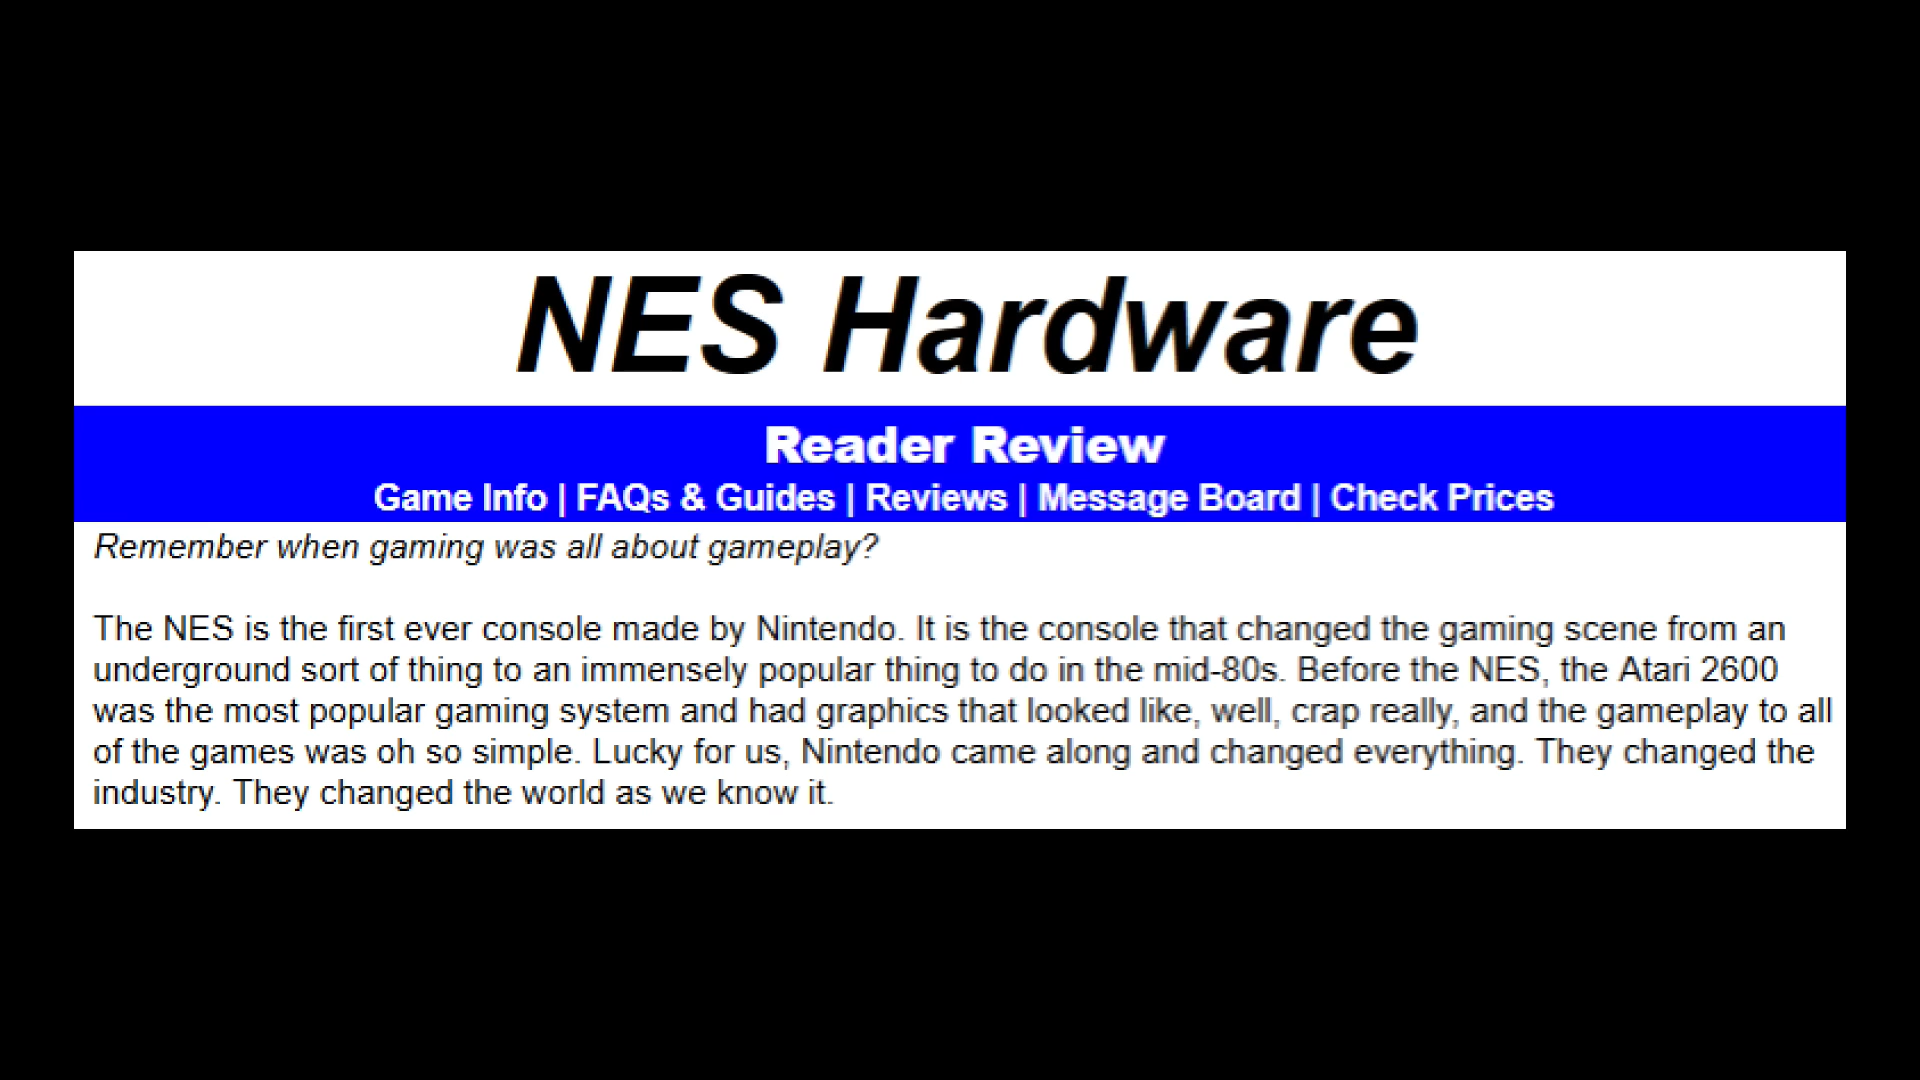 NES Hardware
Reader Review
Game Info | FAQs & Guides | Reviews | Message Board | Check Prices
Remember when gaming was all about gameplay?
The NES is the first ever console made by Nintendo. It is the console that changed the gaming scene from an
underground sort of thing to an immensely popular thing to do in the mid-80s. Before the NES, the Atari 2600
was the most popular gaming system and had graphics that looked like, well, crap really, and the gameplay to all
of the games was oh so simple. Lucky for us, Nintendo came along and changed everything. They changed the
industry. They changed the world as we know it.